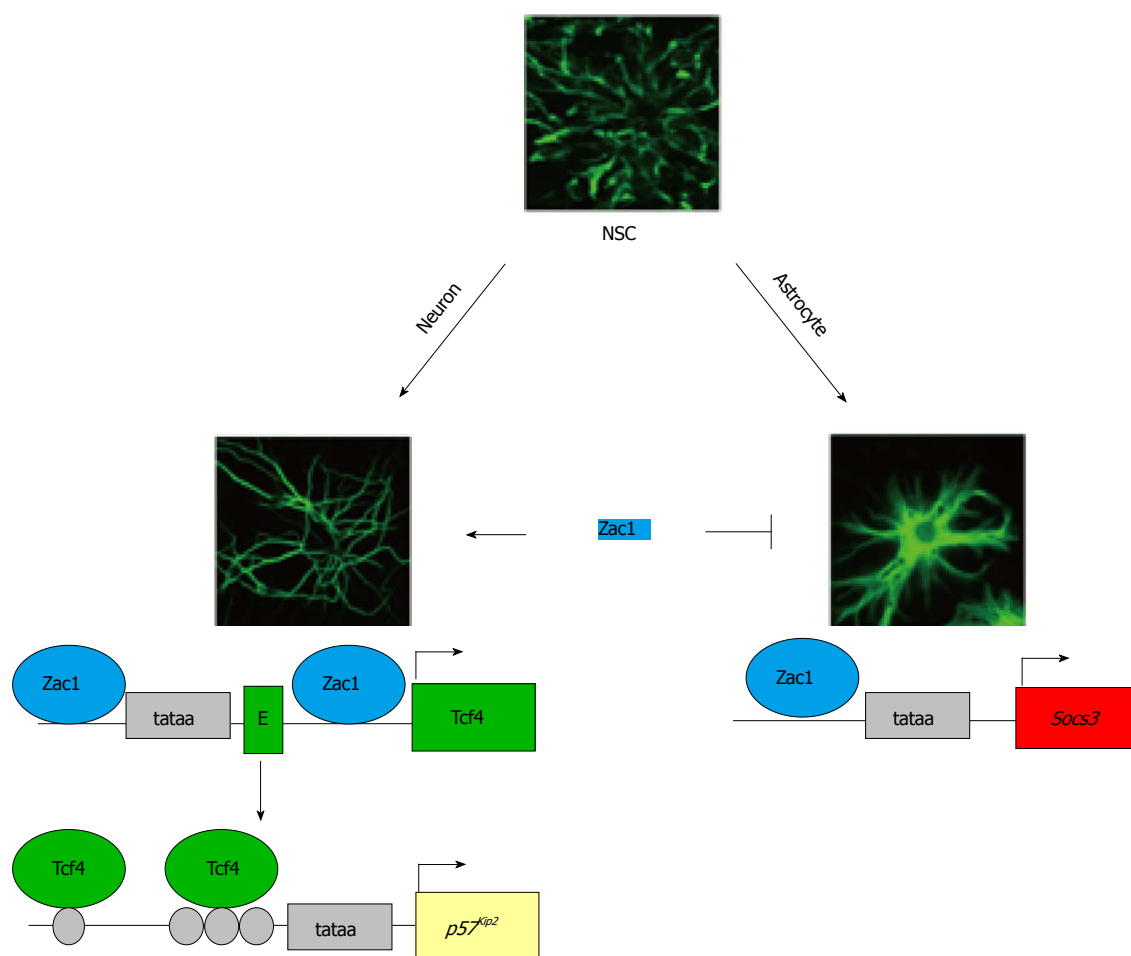 NSC
Neuron
Astrocyte
Zac1
Zac1
tataa
E
Zac1
Tcf4
Zac1
tataa
Socs3
Tcf4
Tcf4
tataa
p57Kip2